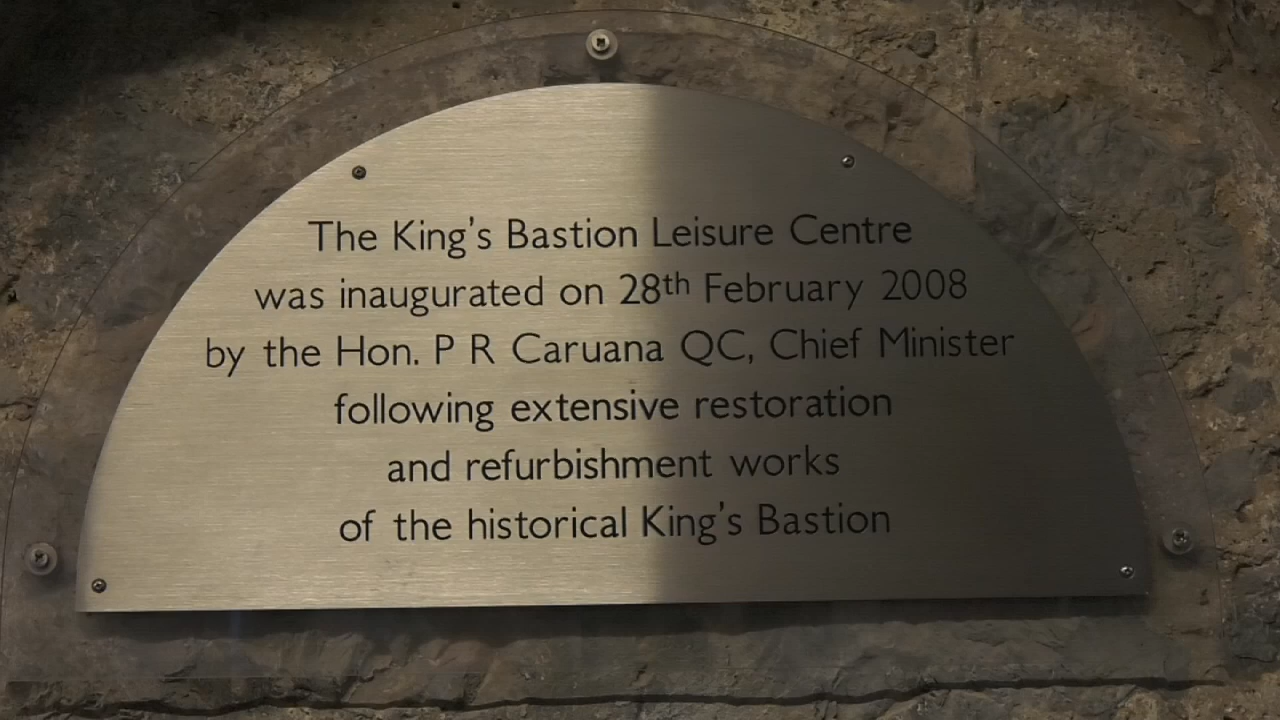 The King's Bastion Leisure Centre
was inaugurated on 28th February 2008
by the Hon. P R Caruana QC, Chief Minister
following extensive restoration
and refurbishment works
of the historical King's Bastion